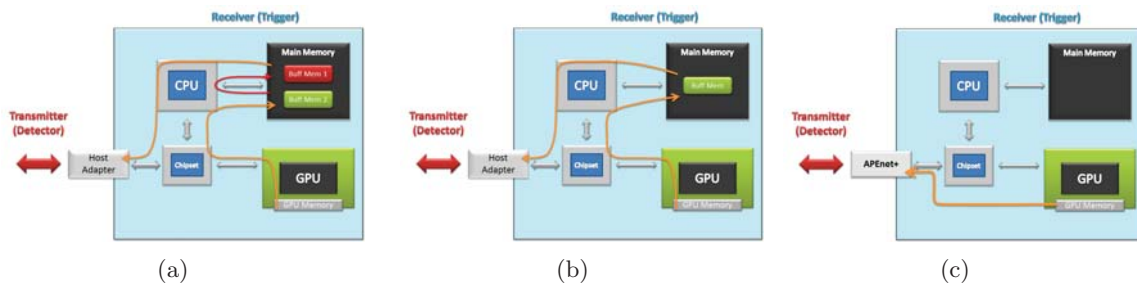 Receiver (Trigger)
Main Memory
Buff Mem 1
CPU
Buff Mem 2
Transmitter
(Detector)
Host
Adapter
Chipset
GPU
GPU Memory
(a)
Receiver (Trigger)
Main Memory
CPU
Buff Mem
Transmitter
(Detector)
Host
Adapter
Chipset
GPU
GPU Memory
(b)
Receiver (Trigger)
Main Memory
CPU
Transmitter
(Detector)
APEnet+
Chipset
GPU
GPU Memory
(c)